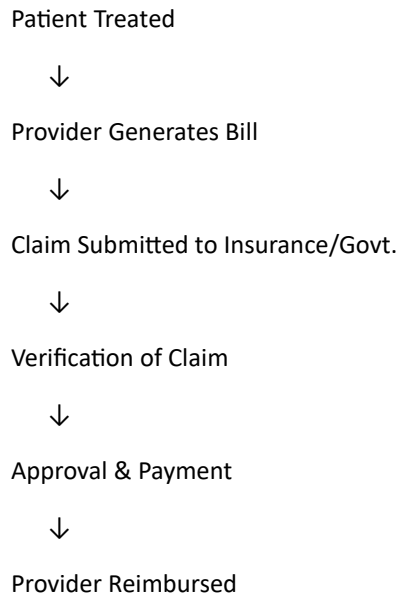 Patient Treated
↓
Provider Generates Bill
↓
Claim Submitted to Insurance/Govt.
↓
Verification of Claim
↓
Approval & Payment
↓
Provider Reimbursed